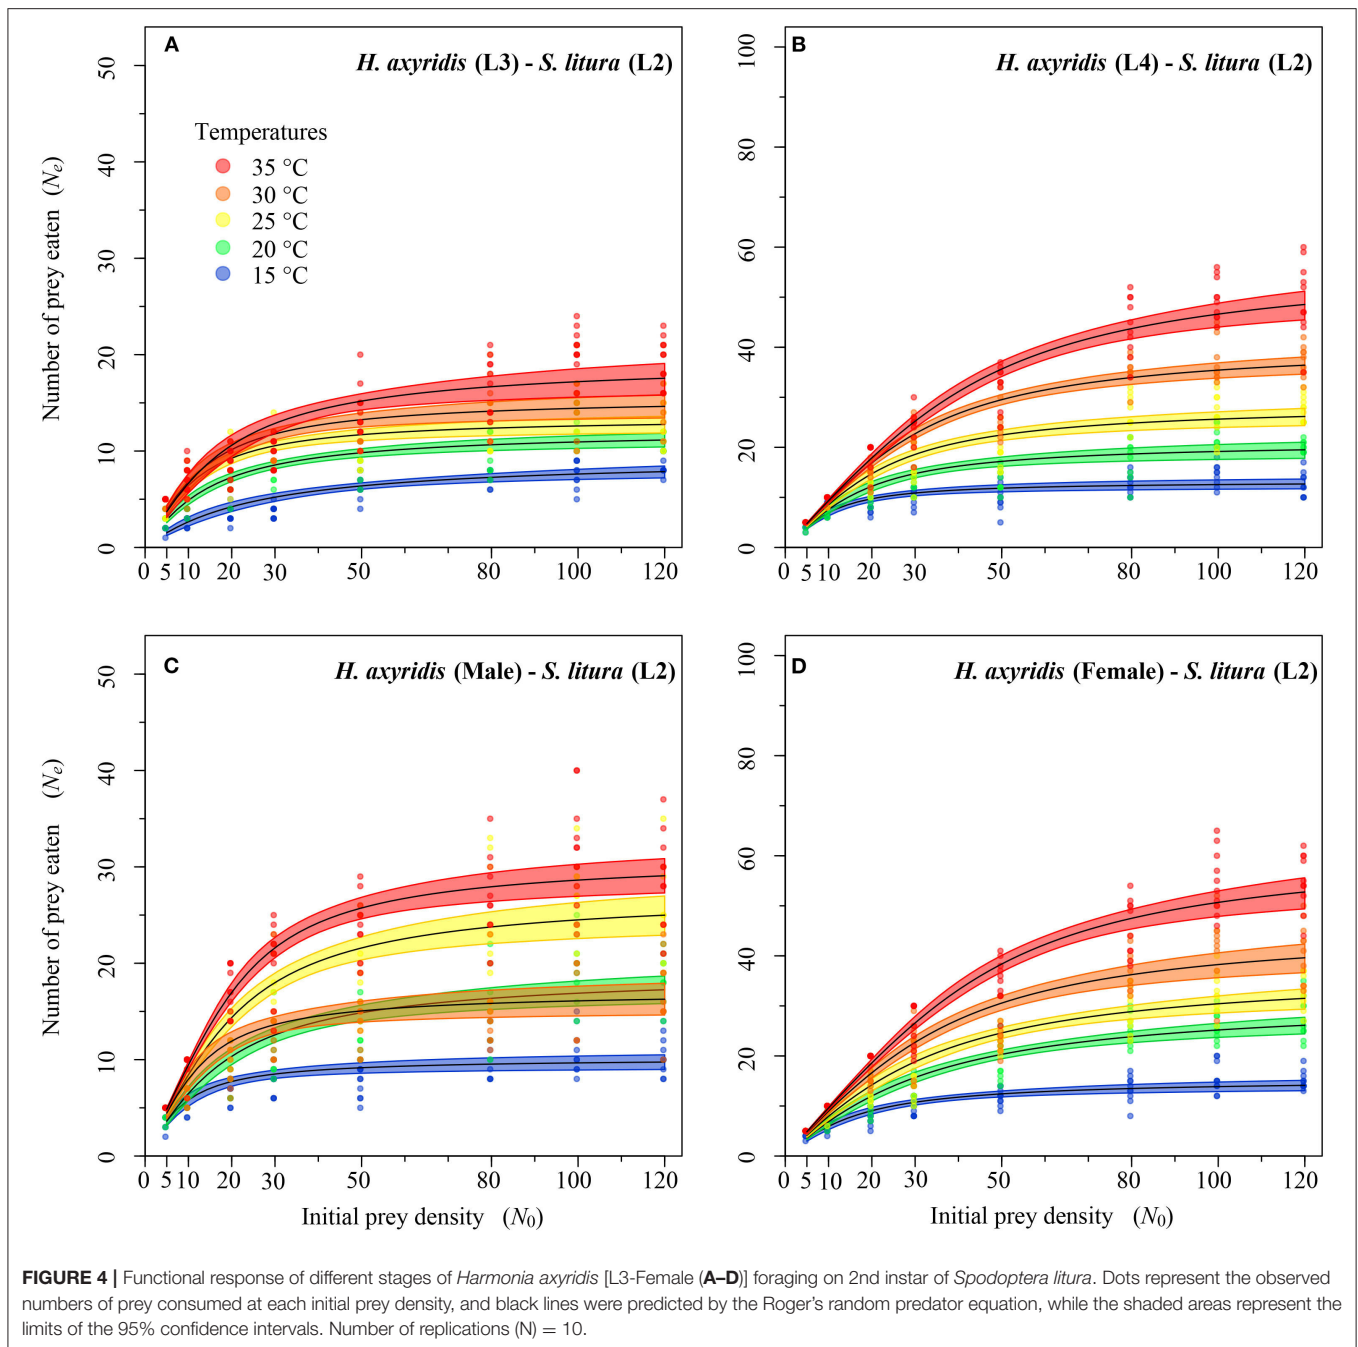 A
H. axyridis (L3) - S. litura (L2)
Temperatures
35 °C
30 °C
25 °C
20 °C
15 °C
Number of prey eaten (Ne)
50
40
30
20
10
0
0 5 10 20 30 50 80 100 120
B
H. axyridis (L4) - S. litura (L2)
100
80
60
40
20
0
0 5 10 20 30 50 80 100 120
C
H. axyridis (Male) - S. litura (L2)
Number of prey eaten (Ne)
50
40
30
20
10
0
0 5 10 20 30 50 80 100 120
Initial prey density (N0)
D
H. axyridis (Female) - S. litura (L2)
100
80
60
40
20
0
0 5 10 20 30 50 80 100 120
Initial prey density (N0)
FIGURE 4 | Functional response of different stages of Harmonia axyridis [L3-Female (A–D)] foraging on 2nd instar of Spodoptera litura. Dots represent the observed
numbers of prey consumed at each initial prey density, and black lines were predicted by the Roger's random predator equation, while the shaded areas represent the
limits of the 95% confidence intervals. Number of replications (N) = 10.